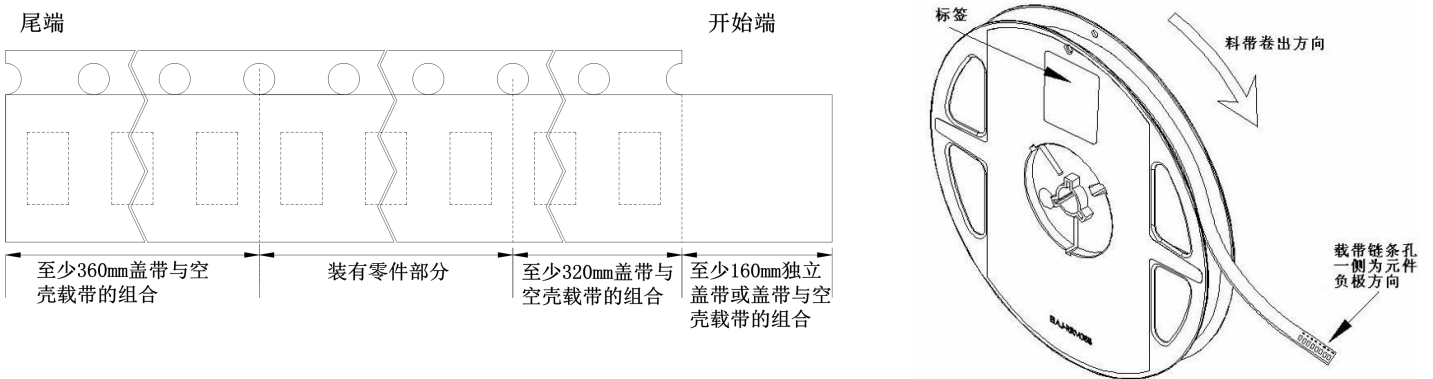 尾端
开始端
至少360mm盖带与空
壳载带的组合
装有零件部分
至少320mm盖带与
空壳载带的组合
至少160mm独立
盖带或盖带与空
壳载带的组合
标签
料带卷出方向
载带链条孔
一侧为元件
负极方向